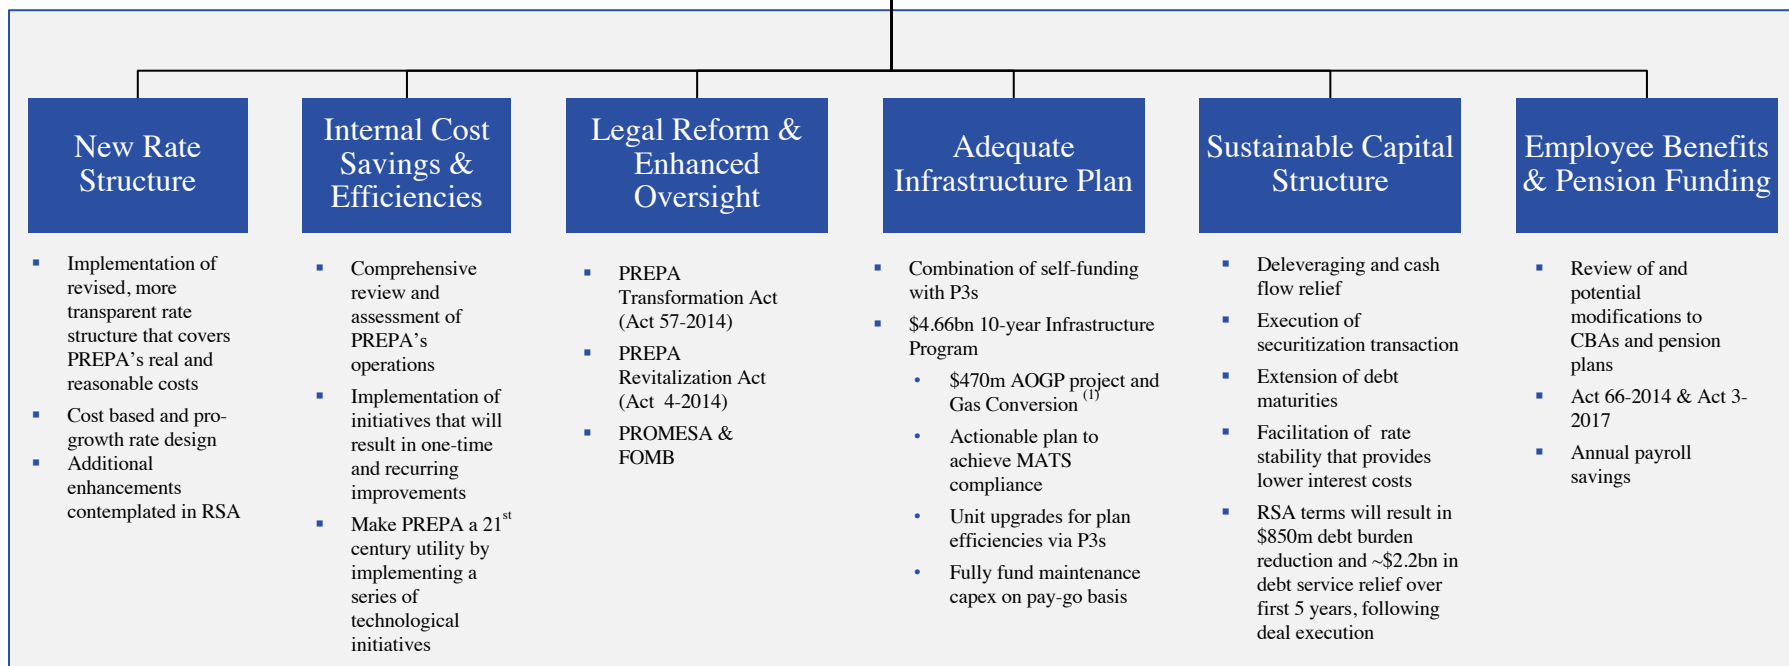 New Rate
Structure
Implementation of
revised, more
transparent rate
structure that covers
PREPA's real and
reasonable costs
Cost based and pro-
growth rate design
Additional
enhancements
contemplated in RSA
Internal Cost
Savings &
Efficiencies
Comprehensive
review and
assessment of
PREPA's
operations
Implementation of
initiatives that will
result in one-time
and recurring
improvements
Make PREPA a 21st
century utility by
implementing a
series of
technological
initiatives
Legal Reform &
Enhanced
Oversight
PREPA
Transformation Act
(Act 57-2014)
PREPA
Revitalization Act
(Act 4-2014)
PROMESA &
FOMB
Adequate
Infrastructure Plan
Combination of self-funding
with P3s
$4.66bn 10-year Infrastructure
Program
$470m AOGP project and
Gas Conversion (1)
Actionable plan to
achieve MATS
compliance
Unit upgrades for plan
efficiencies via P3s
Fully fund maintenance
capex on pay-go basis
Sustainable Capital
Structure
Deleveraging and cash
flow relief
Execution of
securitization transaction
Extension of debt
maturities
Facilitation of rate
stability that provides
lower interest costs
RSA terms will result in
$850m debt burden
reduction and ~$2.2bn in
debt service relief over
first 5 years, following
deal execution
Employee Benefits
& Pension Funding
Review of and
potential
modifications to
CBAs and pension
plans
Act 66-2014 & Act 3-
2017
Annual payroll
savings